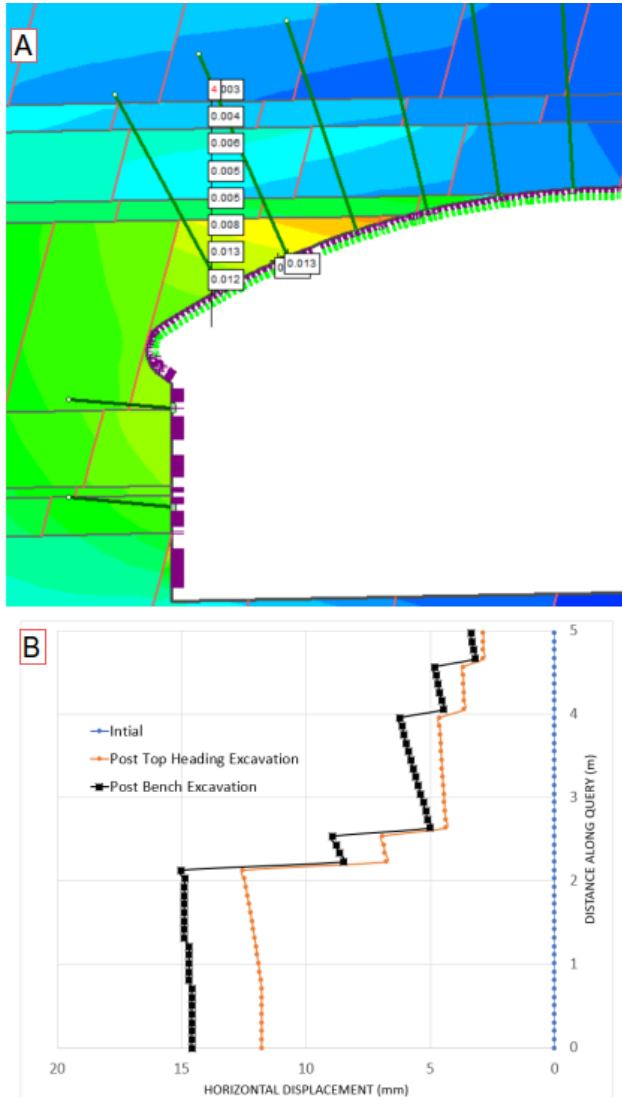 A
4 003
0.004
0.006
0.005
0.005
0.008
0.013
0.012
0.013
B
5
4
3
2
1
0
Intial
Post Top Heading Excavation
Post Bench Excavation
DISTANCE ALONG QUERY (m)
20 15 10 5 0
HORIZONTAL DISPLACEMENT (mm)